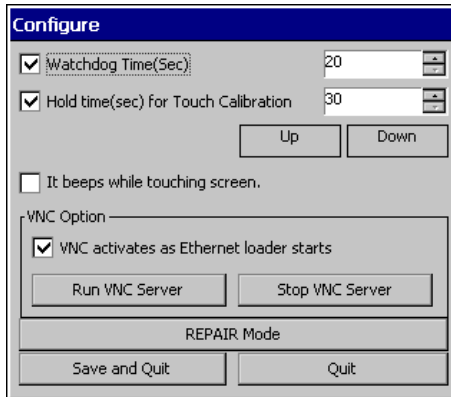 Configure
Watchdog Time(Sec) 20
Hold time(sec) for Touch Calibration 30
Up Down
It beeps while touching screen.
VNC Option
VNC activates as Ethernet loader starts
Run VNC Server Stop VNC Server
REPAIR Mode
Save and Quit Quit